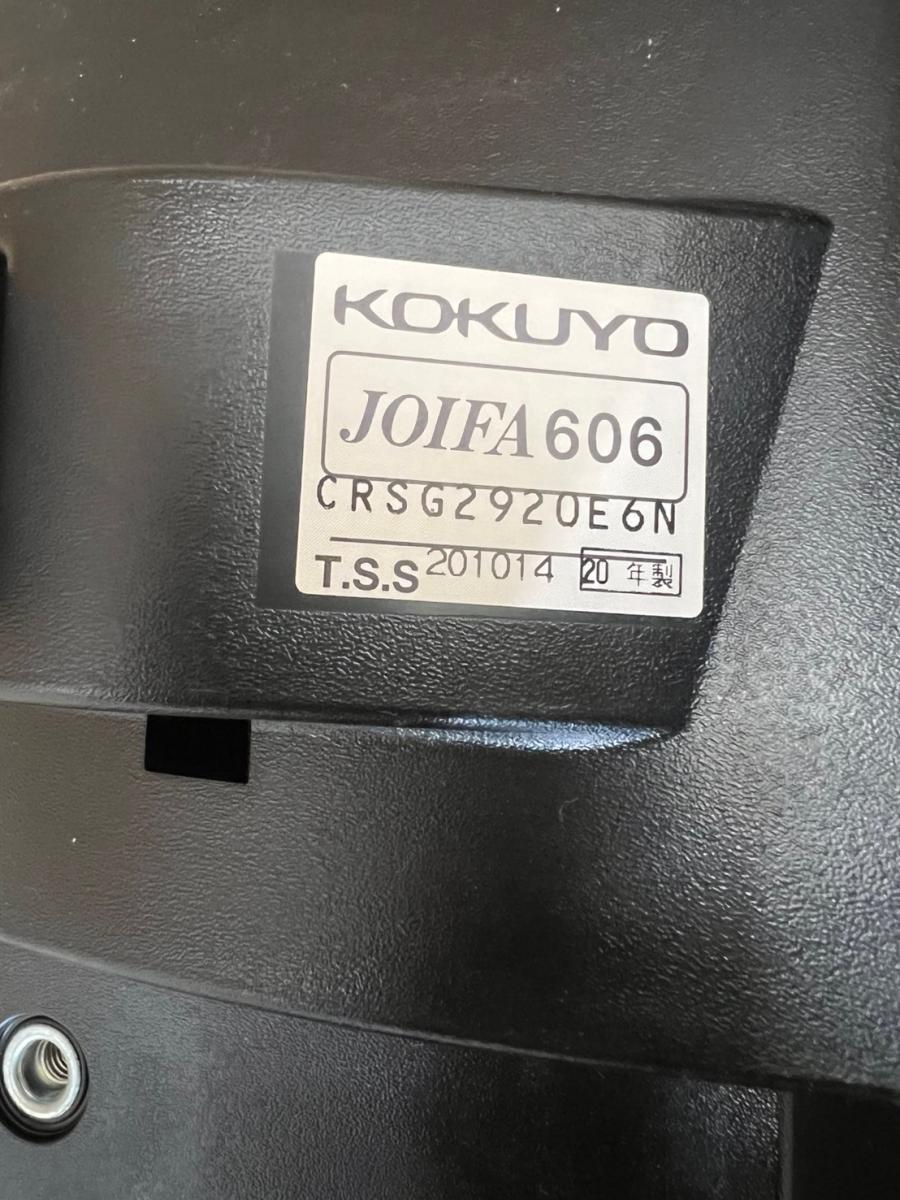 KOKUYO
JOIFA 606
CRSG2920E6N
T.S.S 201014 20 年製